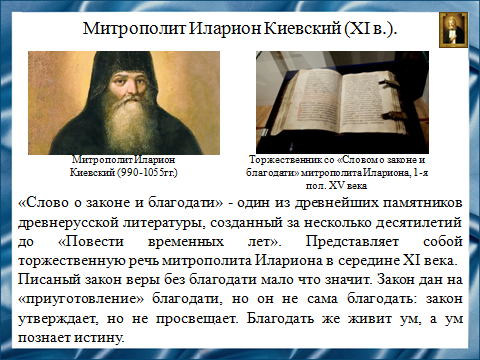 Митрополит Иларион Киевский (XI в.).
Митрополит Иларион
Киевский (990-1055гг.)
Торжественник со «Словом о законе и
благодати» митрополита Илариона, 1-я
пол. XV века
«Слово о законе и благодати» - один из древнейших памятников
древнерусской литературы, созданный за несколько десятилетий
до «Повести временных лет». Представляет собой
торжественную речь митрополита Илариона в середине XI века.
Писаный закон веры без благодати мало что значит. Закон дан на
«приуготовление» благодати, но он не сама благодать: закон
утверждает, но не просвещает. Благодать же живит ум, а ум
познает истину.